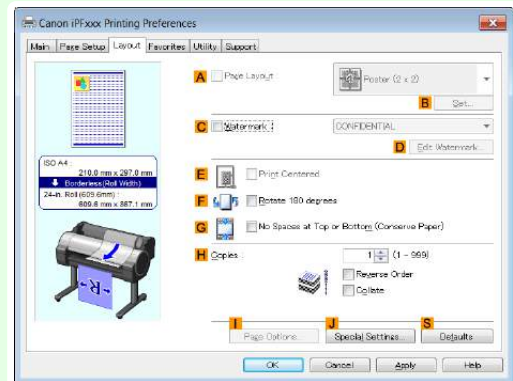 Canon iPFxxx Printing Preferences
Main Page Setup Layout Favorites Utility Support
A Page Layout Poster (2 x 2)
B Set...
C Watermark : CONFIDENTIAL
D Edit Watermark...
ISO A4 :
210.0 mm x 297.0 mm
Borderless(Roll Width)
24-in. Roll (609.6mm) :
609.6 mm x 887.1 mm
E Print Centered
F Rotate 180 degrees
G No Spaces at Top or Bottom (Conserve Paper)
H Copies : 1 (1 - 999)
Reverse Order
Collate
R
I J S
Page Options... Special Settings... Defaults
OK Cancel Apply Help